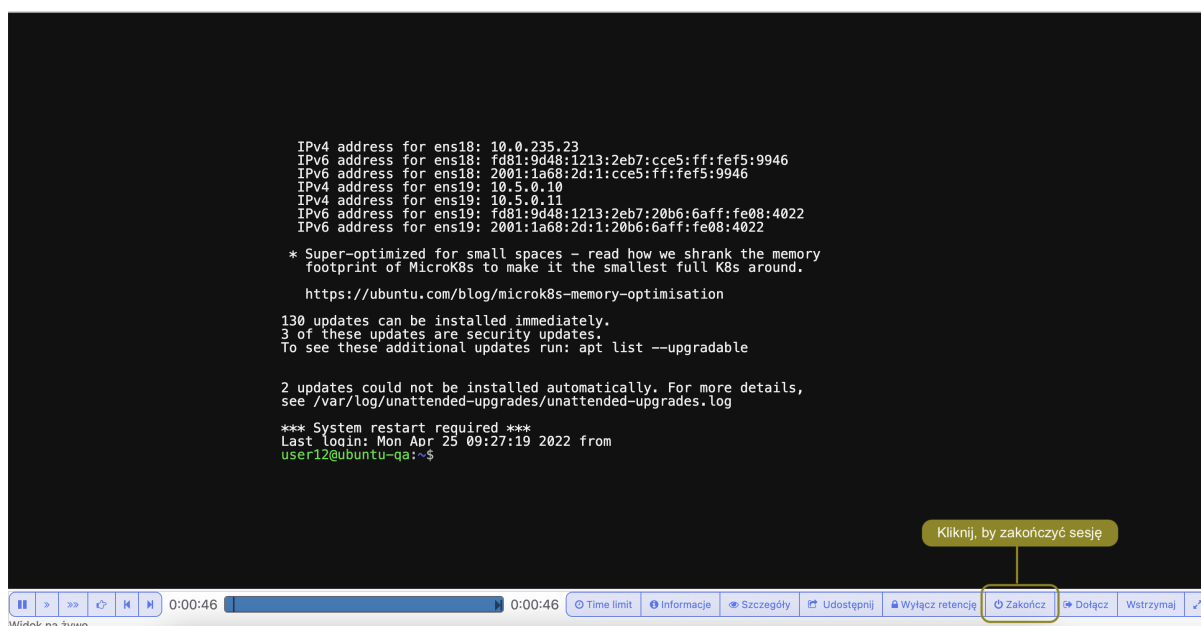 IPv4 address for ens18: 10.0.235.23
IPv6 address for ens18: fd81:9d48:1213:2eb7:cce5:ff:fef5:9946
IPv6 address for ens18: 2001:1a68:2d:1:cce5:ff:fef5:9946
IPv4 address for ens19: 10.5.0.10
IPv4 address for ens19: 10.5.0.11
IPv6 address for ens19: fd81:9d48:1213:2eb7:20b6:6aff:fe08:4022
IPv6 address for ens19: 2001:1a68:2d:1:20b6:6aff:fe08:4022
* Super-optimized for small spaces – read how we shrank the memory
footprint of MicroK8s to make it the smallest full K8s around.
https://ubuntu.com/blog/microk8s-memory-optimisation
130 updates can be installed immediately.
3 of these updates are security updates.
To see these additional updates run: apt list --upgradable
2 updates could not be installed automatically. For more details,
see /var/log/unattended-upgrades/unattended-upgrades.log
*** System restart required ***
Last login: Mon Apr 25 09:27:19 2022 from
user12@ubuntu-qa:~$
Kliknij, by zakończyć sesję
0:00:46 0:00:46 Time limit Informacje Szczegóły Udostępnij Wyłącz retencję Zakończ Dołącz Wstrzymaj
Widok na żywo